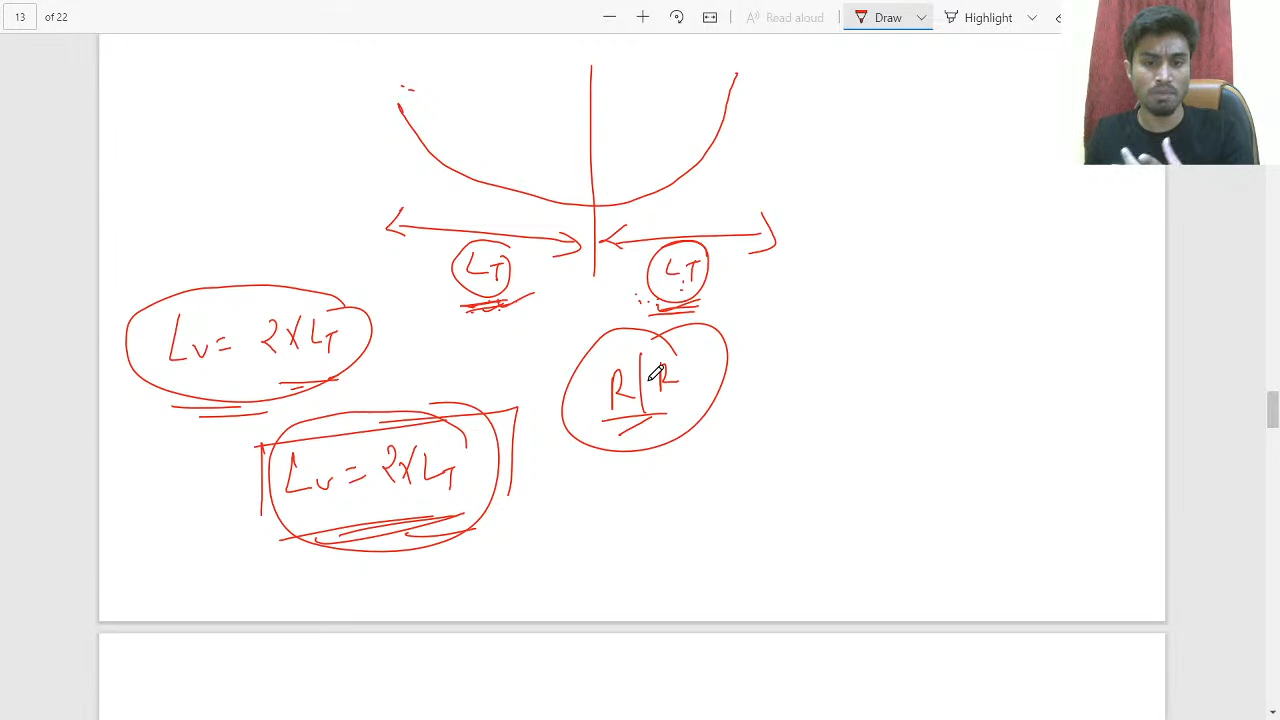 13 of 22 Read aloud Draw Highlight
LT LT
Lv = 2 X LT
R | R
Lv = 2 X LT